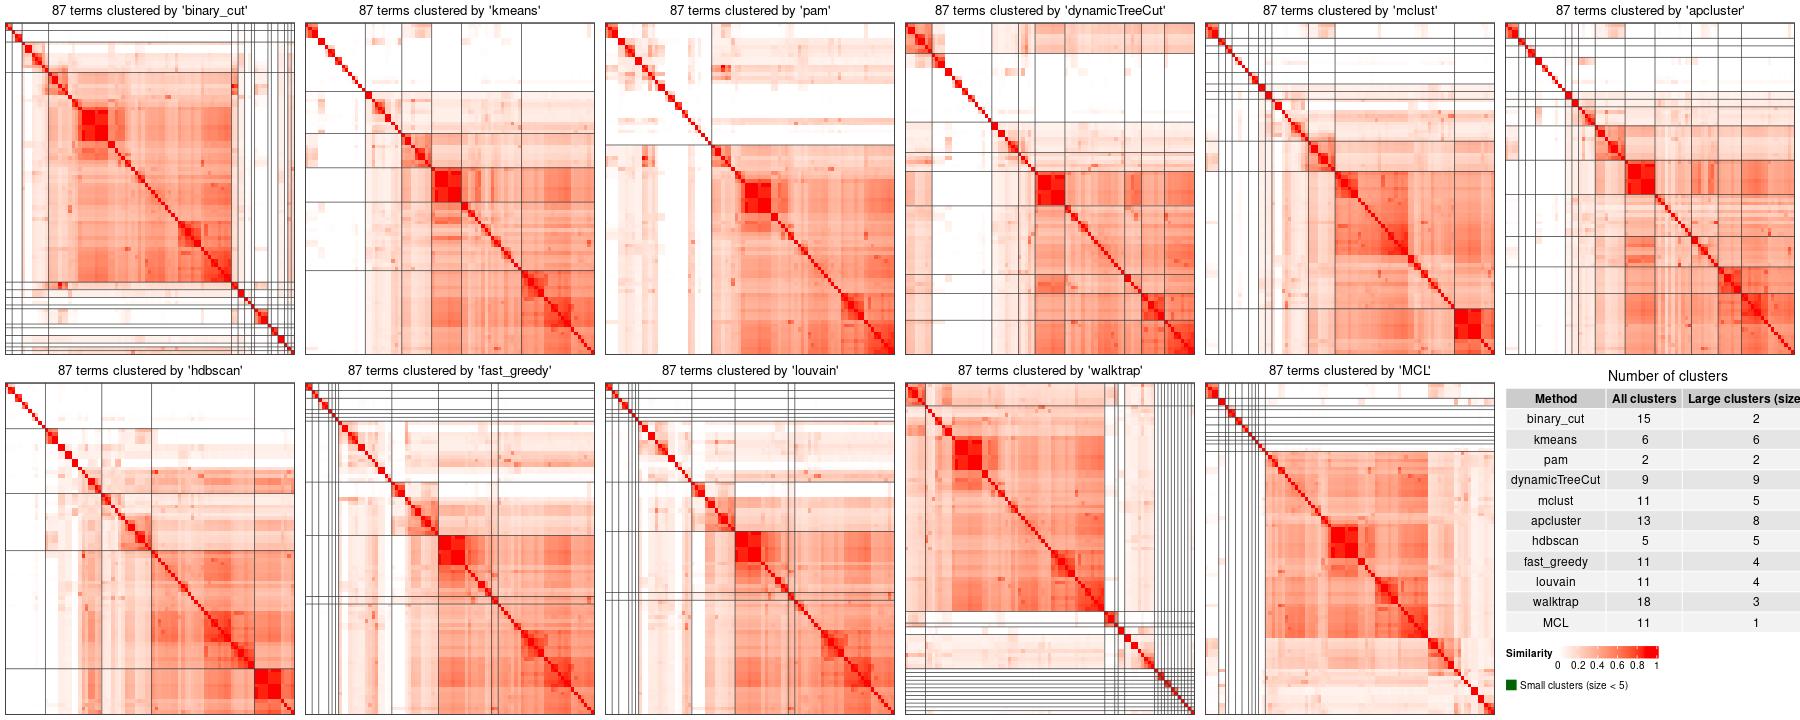 87 terms clustered by 'binary_cut'
87 terms clustered by 'kmeans'
87 terms clustered by 'pam'
87 terms clustered by 'dynamicTreeCut'
87 terms clustered by 'mclust'
87 terms clustered by 'apcluster'
87 terms clustered by 'hdbscan'
87 terms clustered by 'fast_greedy'
87 terms clustered by 'louvain'
87 terms clustered by 'walktrap'
87 terms clustered by 'MCL'
Number of clusters
Method All clusters Large clusters (size
binary_cut 15 2
kmeans 6 6
pam 2 2
dynamicTreeCut 9 9
mclust 11 5
apcluster 13 8
hdbscan 5 5
fast_greedy 11 4
louvain 11 4
walktrap 18 3
MCL 11 1
Similarity
0 0.2 0.4 0.6 0.8 1
Small clusters (size < 5)